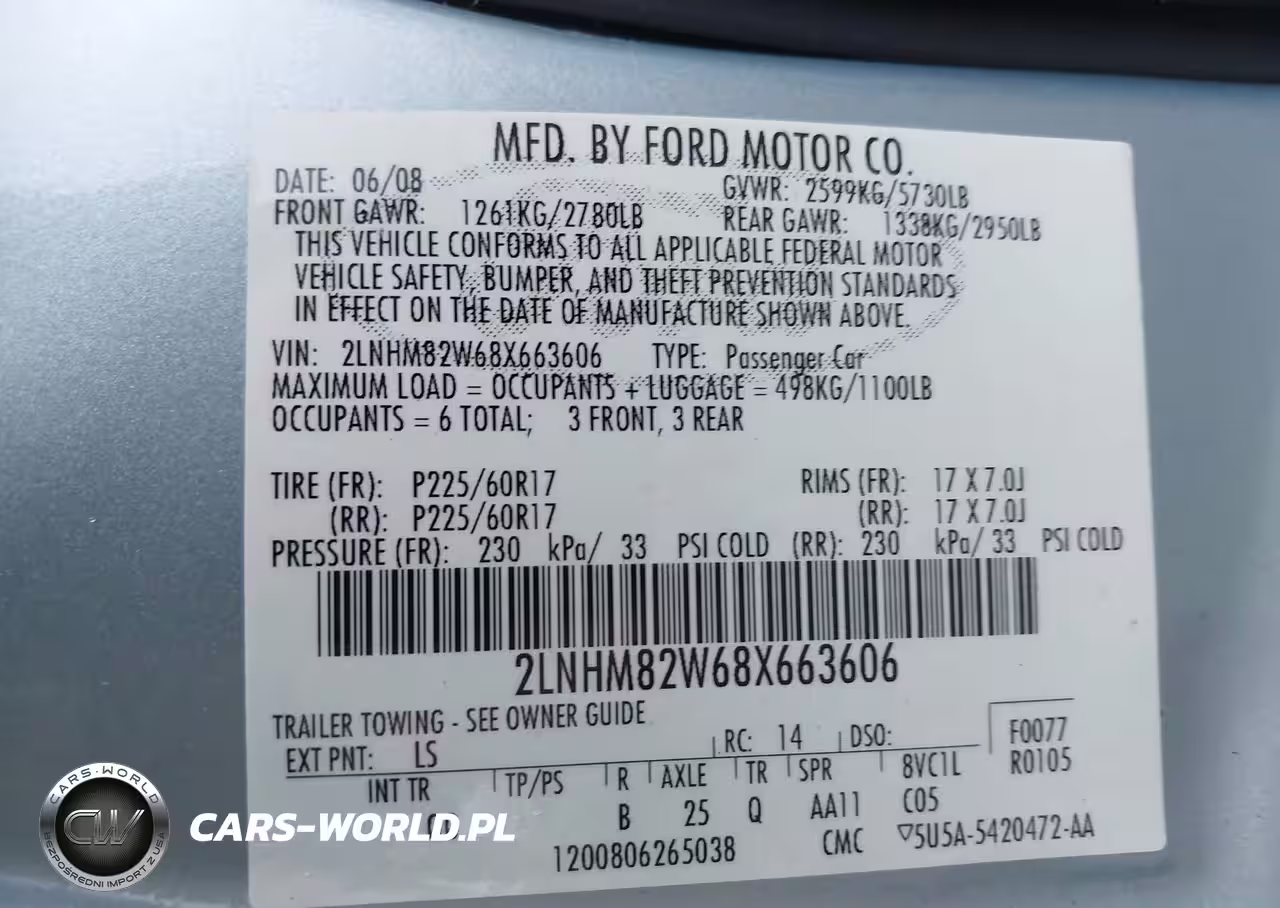 MFD. BY FORD MOTOR CO.
DATE: 06/08 GVWR: 2599KG/5730LB
FRONT GAWR: 1261KG/2780LB REAR GAWR: 1338KG/2950LB
THIS VEHICLE CONFORMS TO ALL APPLICABLE FEDERAL MOTOR
VEHICLE SAFETY, BUMPER, AND THEFT PREVENTION STANDARDS
IN EFFECT ON THE DATE OF MANUFACTURE SHOWN ABOVE.
VIN: 2LNHM82W68X663606 TYPE: Passenger Car
MAXIMUM LOAD = OCCUPANTS + LUGGAGE = 498KG/1100LB
OCCUPANTS = 6 TOTAL; 3 FRONT, 3 REAR
TIRE (FR): P225/60R17 RIMS (FR): 17 X 7.0J
(RR): P225/60R17 (RR): 17 X 7.0J
PRESSURE (FR): 230 kPa/ 33 PSI COLD (RR): 230 kPa/ 33 PSI COLD
2LNHM82W68X663606
TRAILER TOWING - SEE OWNER GUIDE
EXT PNT: LS RC: 14 DSO: F0077
INT TR TP/PS R AXLE TR SPR 8VC1L R0105
B 25 Q AA11 C05
1200806265038 CMC 5U5A-5420472-AA
CARS-WORLD
CW
BEZPOŚREDNI IMPORT Z USA
CARS-WORLD.PL